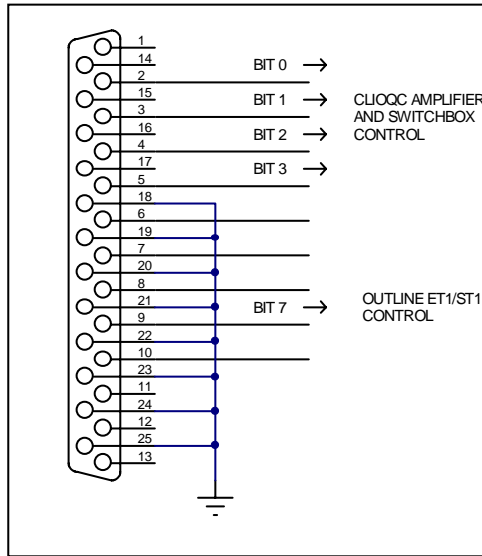 1
14
BIT 0
2
15
BIT 1
CLIOQC AMPLIFIER
3
AND SWITCHBOX
16
BIT 2
CONTROL
4
17
BIT 3
5
18
6
19
7
20
8
21
BIT 7
OUTLINE ET1/ST1
9
CONTROL
22
10
23
11
24
12
25
13